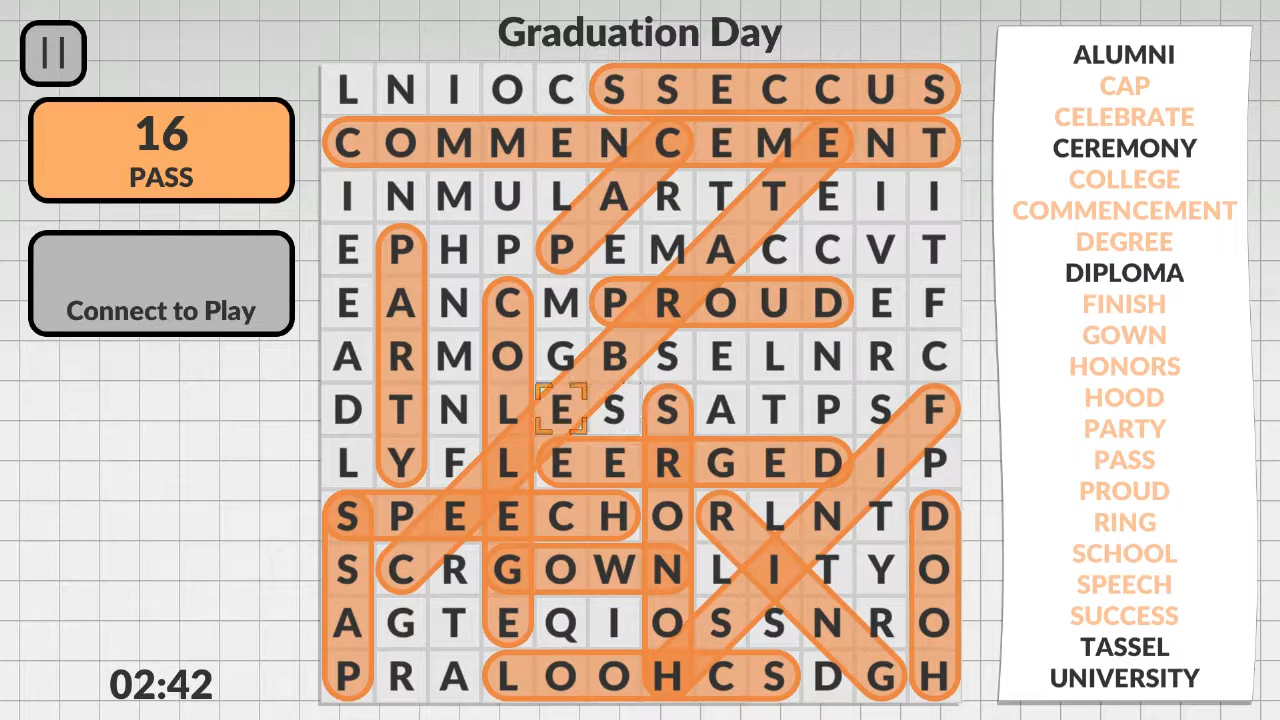 Graduation Day
16
PASS
Connect to Play
02:42
L N I O C S S E C C U S
C O M M E N C E M E N T
I N M U L A R T T E I I
E P H P P E M A C C V T
E A N C M P R O U D E F
A R M O G B S E L N R C
D T N L E S S A T P S F
L Y F L E E R G E D I P
S P E E C H O R L N T D
S C R G O W N L I T Y O
A G T E Q I O S S N R O
P R A L O O H C S D G H
ALUMNI
CAP
CELEBRATE
CEREMONY
COLLEGE
COMMENCEMENT
DEGREE
DIPLOMA
FINISH
GOWN
HONORS
HOOD
PARTY
PASS
PROUD
RING
SCHOOL
SPEECH
SUCCESS
TASSEL
UNIVERSITY